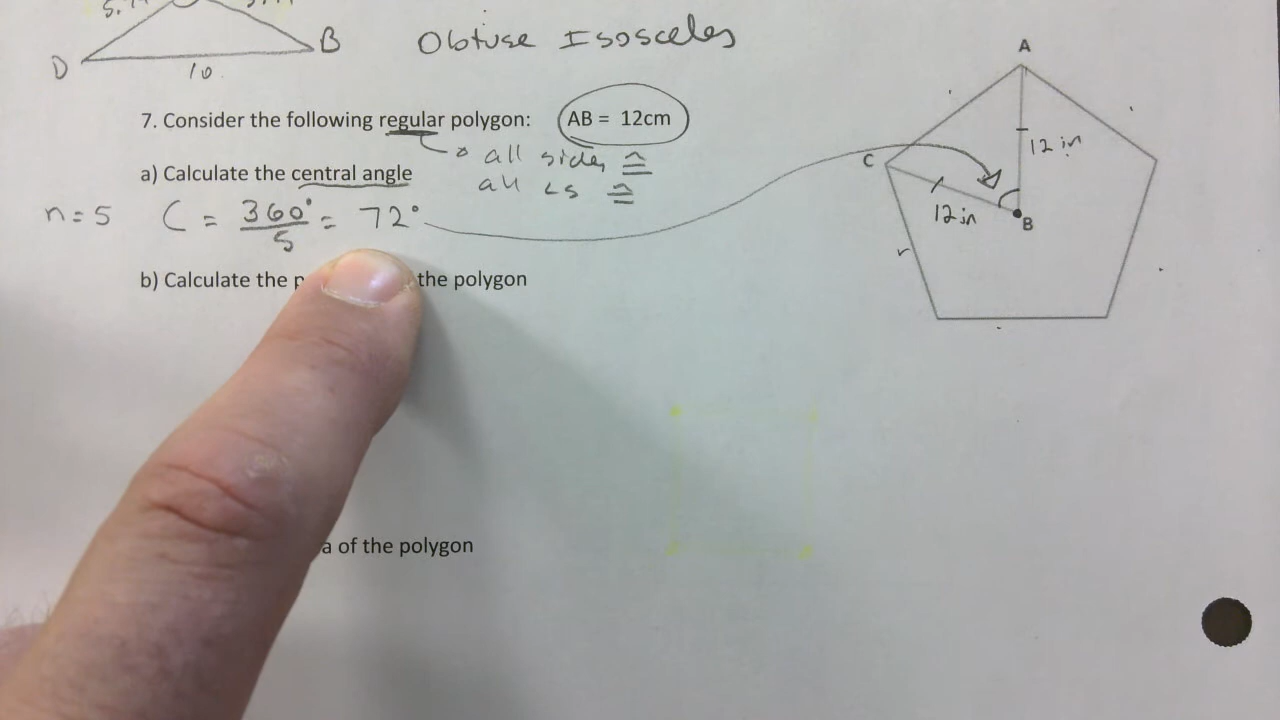 B
Obtuse Isosceles
D
10
A
7. Consider the following regular polygon: AB = 12cm
all sides ≅
12 in
C
a) Calculate the central angle
all ∠s ≅
n = 5 C = 360°/5 = 72°
12 in
B
b) Calculate the the polygon
of the polygon